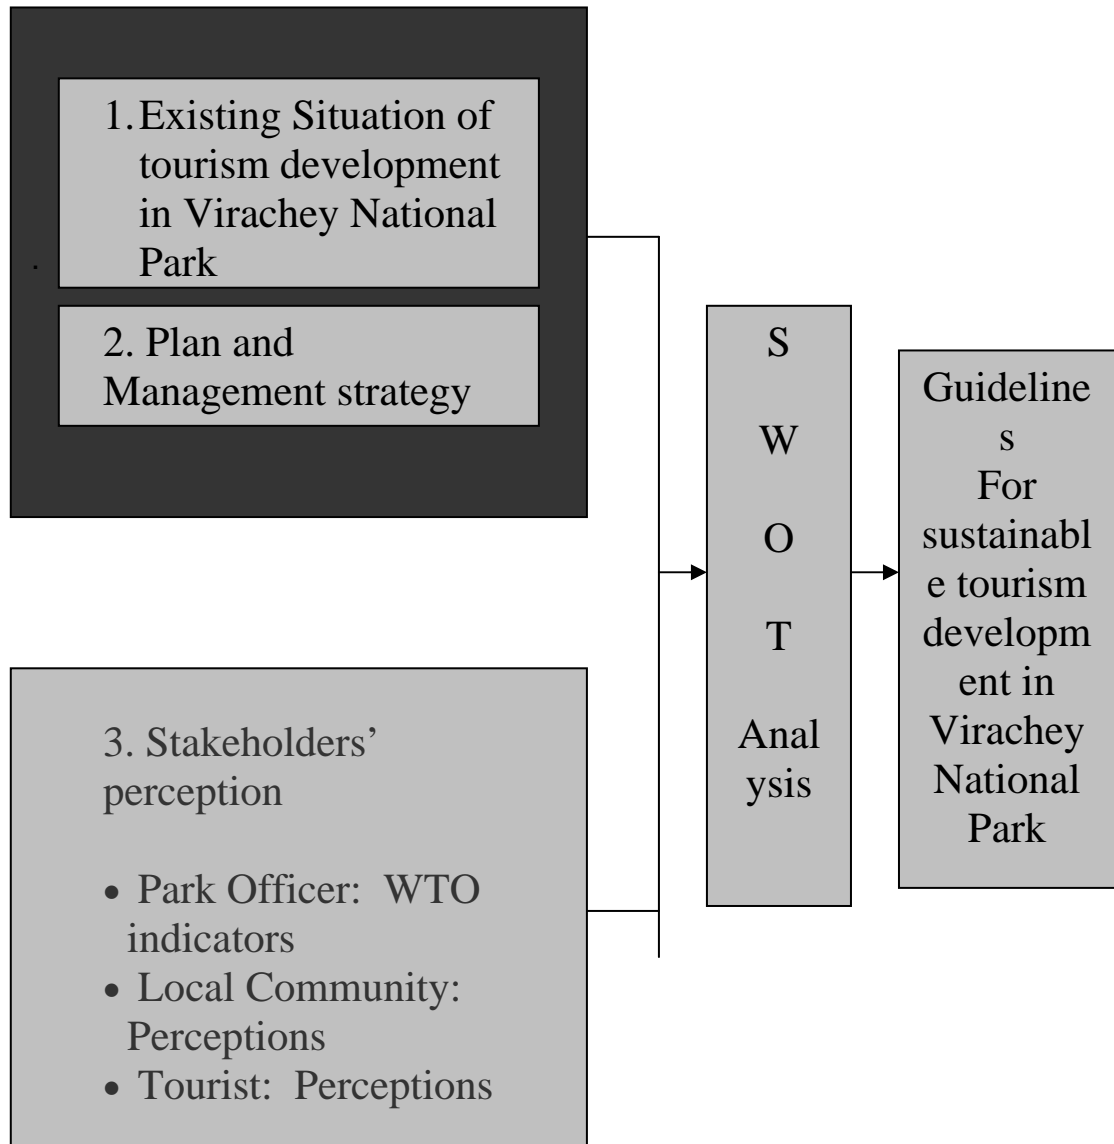 1. Existing Situation of
tourism development
in Virachey National
Park
.
2. Plan and
Management strategy
3. Stakeholders’
perception
• Park Officer:  WTO
indicators
• Local Community:
Perceptions
• Tourist:  Perceptions
S
W
O
T
Anal
ysis
Guideline
s
For
sustainabl
e tourism
developm
ent in
Virachey
National
Park